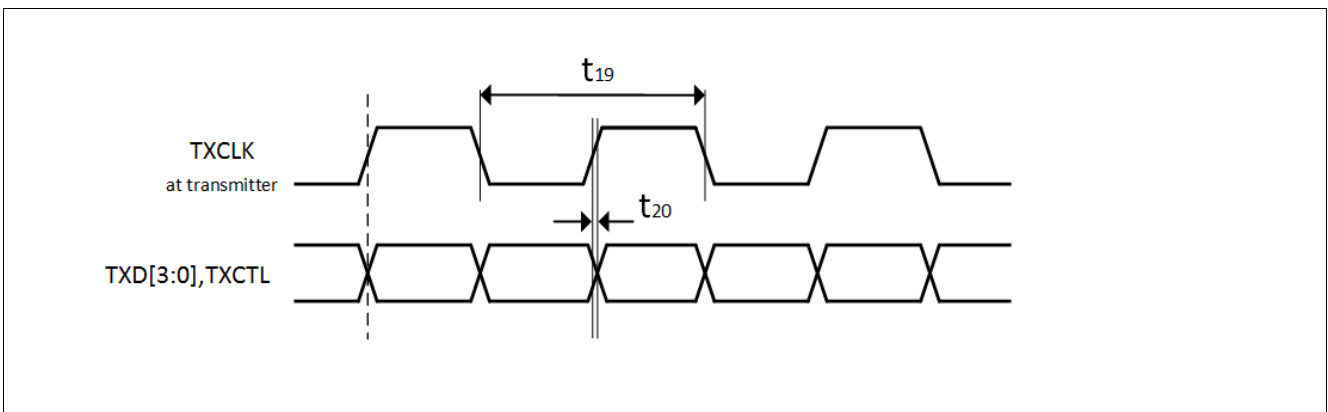 t19
TXCLK
at transmitter
t20
TXD[3:0],TXCTL